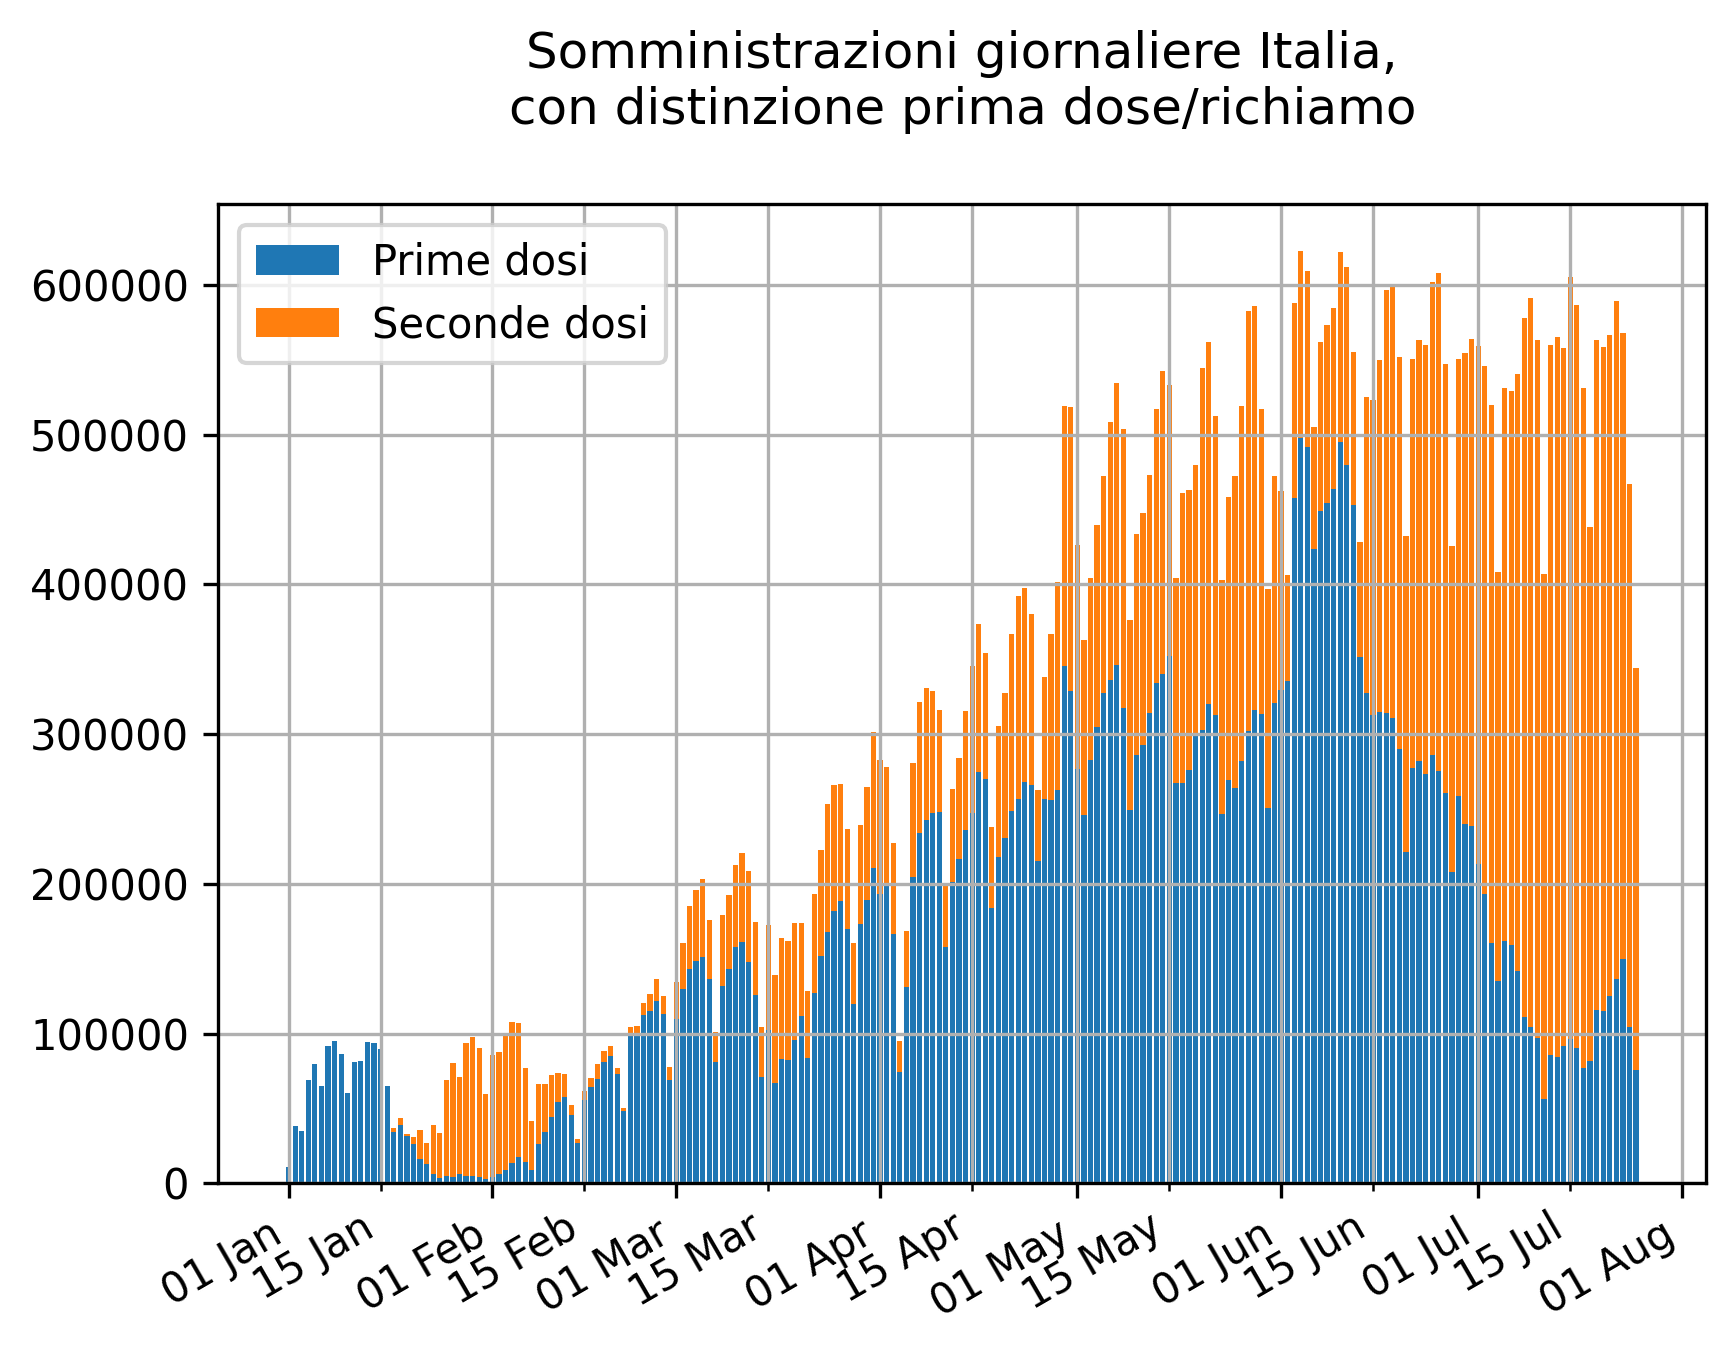 Somministrazioni giornaliere Italia,
con distinzione prima dose/richiamo
Prime dosi
Seconde dosi
600000
500000
400000
300000
200000
100000
0
01 Jan
15 Jan
01 Feb
15 Feb
01 Mar
15 Mar
01 Apr
15 Apr
01 May
15 May
01 Jun
15 Jun
01 Jul
15 Jul
01 Aug